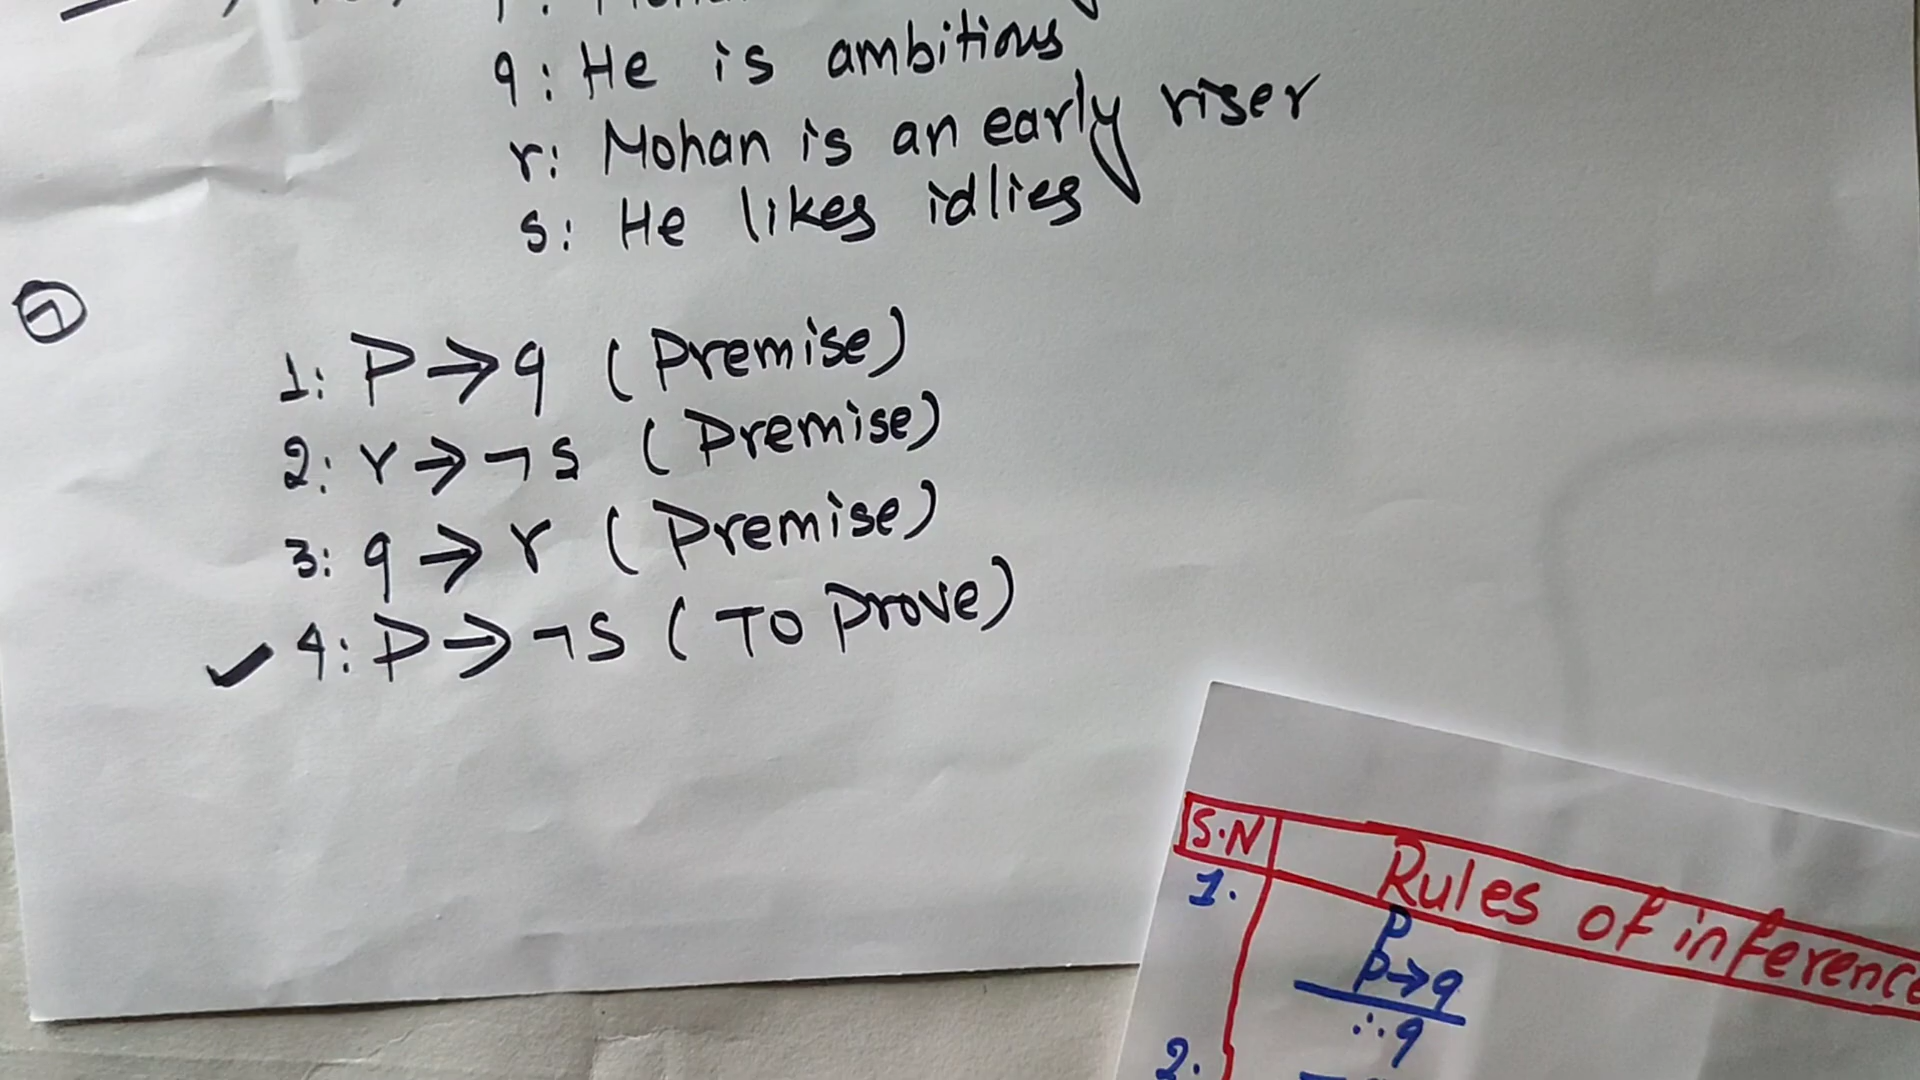 q: He is ambitious
r: Mohan is an early riser
s: He likes idlies
1: P→q (Premise)
2: r→¬s (Premise)
3: q→r (Premise)
✓ 4: P→¬s (To prove)
S.N Rules of inference
1. P
p→q
∴q
2.